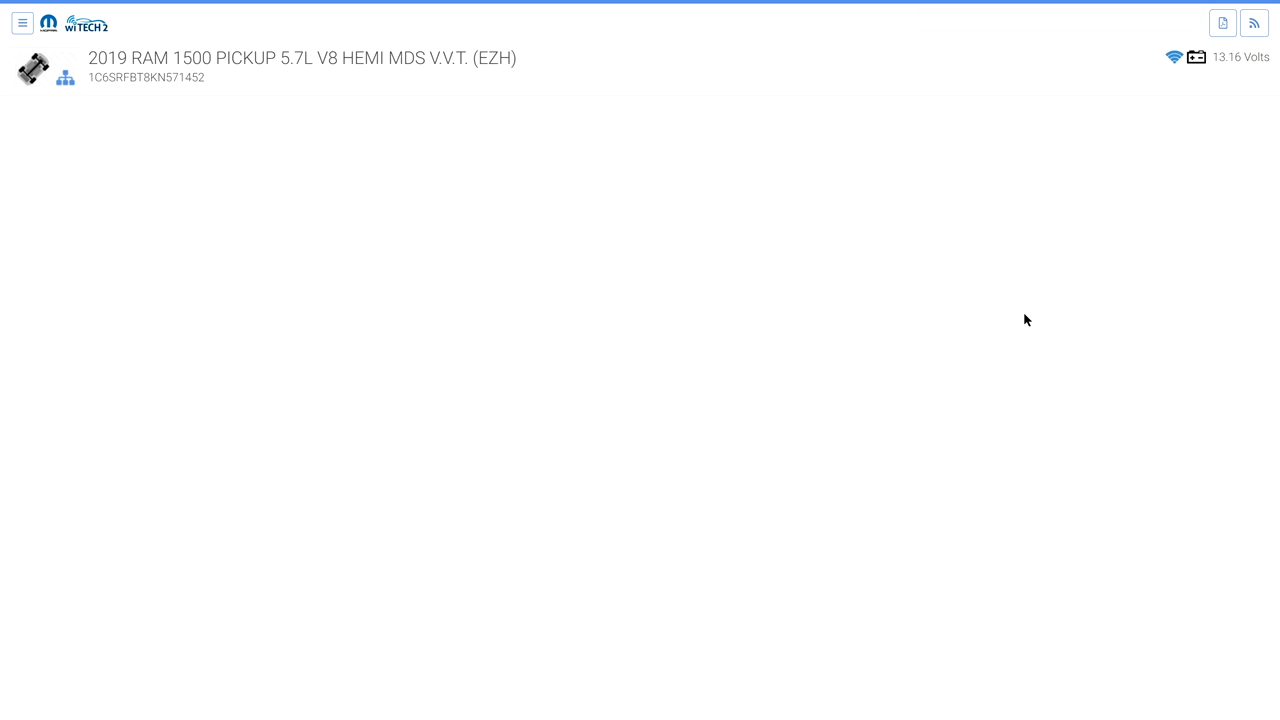 wiTECH 2
2019 RAM 1500 PICKUP 5.7L V8 HEMI MDS V.V.T. (EZH)
1C6SRFBT8KN571452
13.16 Volts